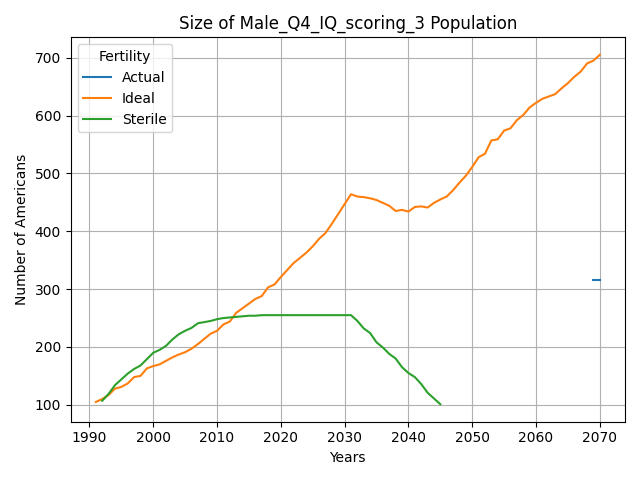 Size of Male_Q4_IQ_scoring_3 Population
Fertility
Actual
Ideal
Sterile
Number of Americans
700
600
500
400
300
200
100
1990 2000 2010 2020 2030 2040 2050 2060 2070
Years